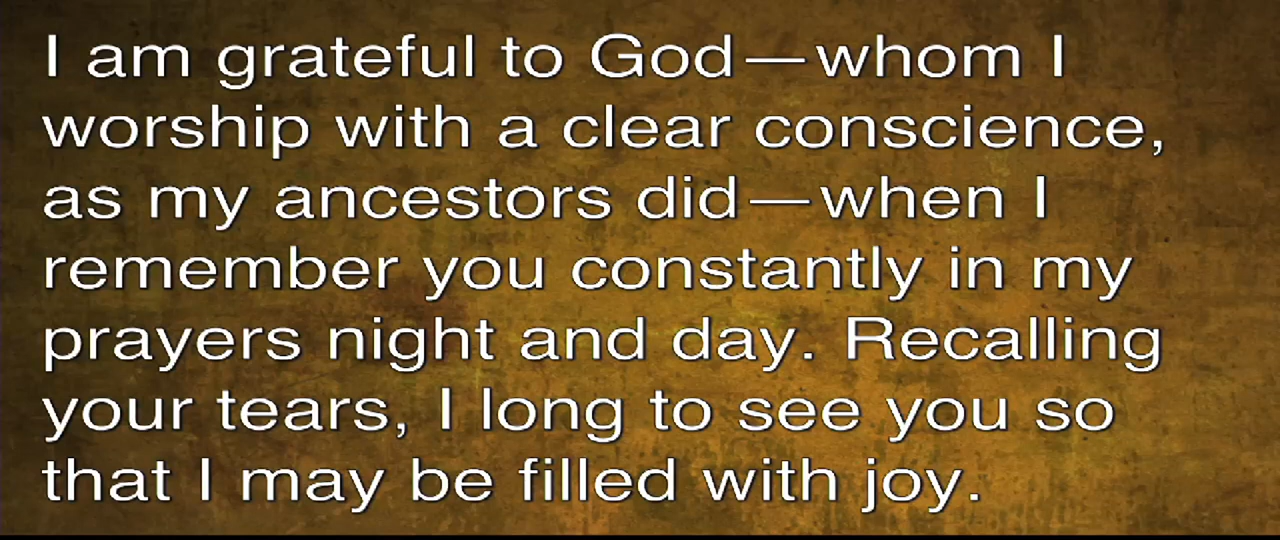 I am grateful to God—whom I
worship with a clear conscience,
as my ancestors did—when I
remember you constantly in my
prayers night and day. Recalling
your tears, I long to see you so
that I may be filled with joy.